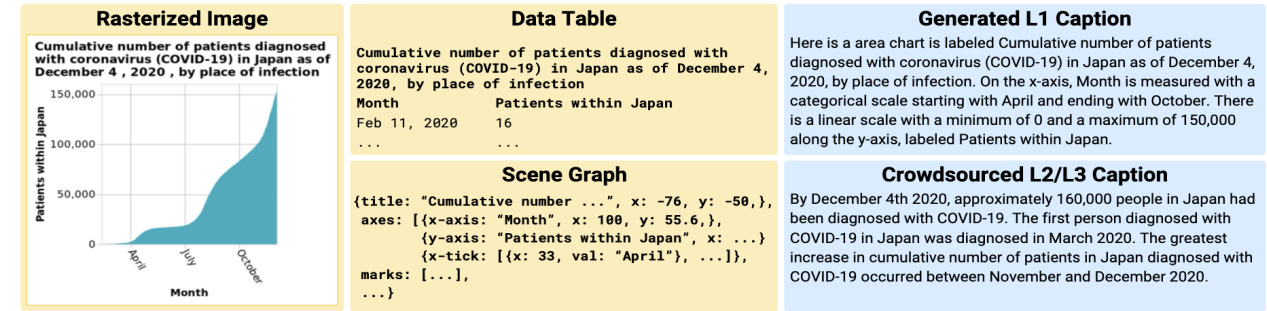 Rasterized Image
Cumulative number of patients diagnosed
with coronavirus (COVID-19) in Japan as of
December 4 , 2020 , by place of infection
Patients within Japan
150,000
100,000
50,000
0
April
July
October
Month
Data Table
Cumulative number of patients diagnosed with
coronavirus (COVID-19) in Japan as of December 4,
2020, by place of infection
Month Patients within Japan
Feb 11, 2020 16
... ...
Scene Graph
{title: “Cumulative number ...”, x: -76, y: -50,},
axes: [{x-axis: “Month”, x: 100, y: 55.6,},
{y-axis: “Patients within Japan”, x: ...}
{x-tick: [{x: 33, val: “April”}, ...]},
marks: [...],
...}
Generated L1 Caption
Here is a area chart is labeled Cumulative number of patients
diagnosed with coronavirus (COVID-19) in Japan as of December 4,
2020, by place of infection. On the x-axis, Month is measured with a
categorical scale starting with April and ending with October. There
is a linear scale with a minimum of 0 and a maximum of 150,000
along the y-axis, labeled Patients within Japan.
Crowdsourced L2/L3 Caption
By December 4th 2020, approximately 160,000 people in Japan had
been diagnosed with COVID-19. The first person diagnosed with
COVID-19 in Japan was diagnosed in March 2020. The greatest
increase in cumulative number of patients in Japan diagnosed with
COVID-19 occurred between November and December 2020.